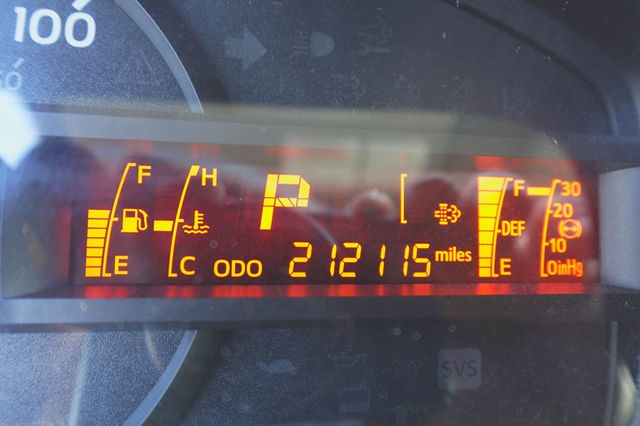 100
F H P F 30
20
DEF
10
E C ODO 212115 miles E 0inHg
SVS